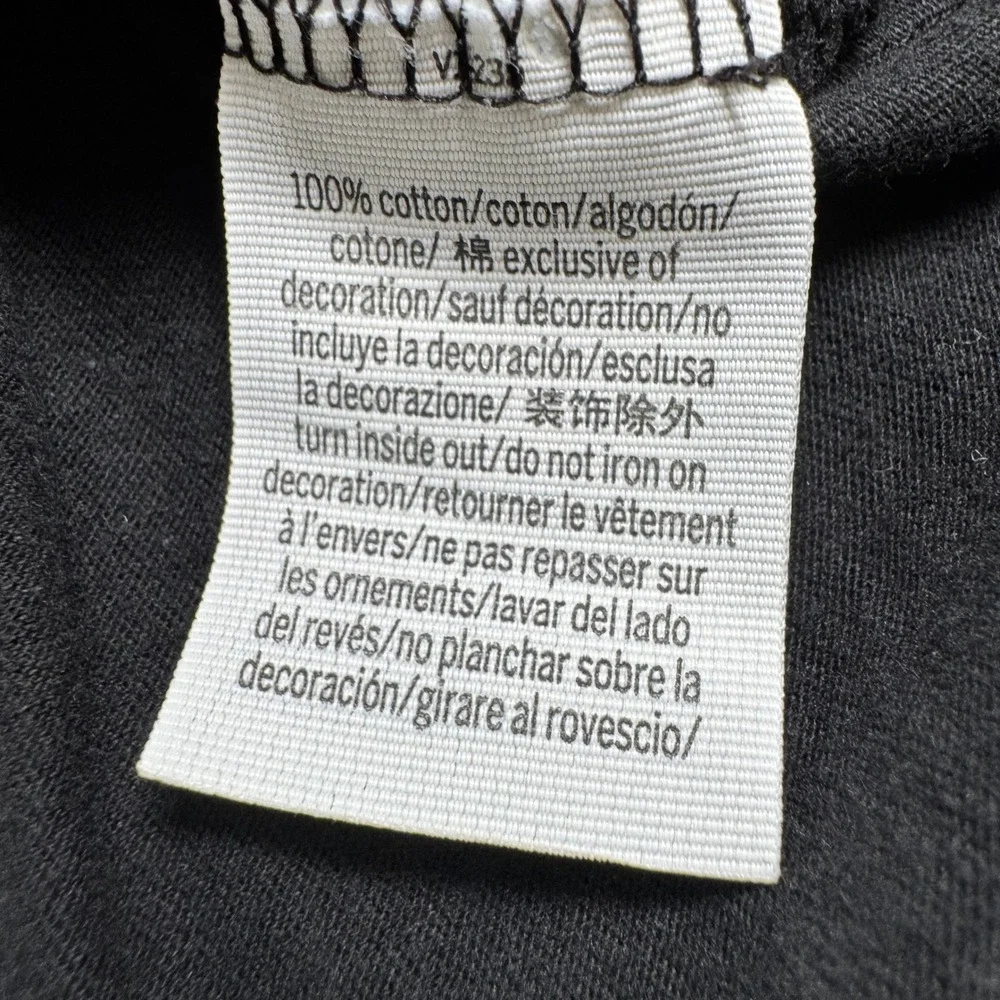 100% cotton/coton/algodón/
cotone/ 棉 exclusive of
decoration/sauf décoration/no
incluye la decoración/esclusa
la decorazione/ 装饰除外
turn inside out/do not iron on
decoration/retourner le vêtement
à l'envers/ne pas repasser sur
les ornements/lavar del lado
del revés/no planchar sobre la
decoración/girare al rovescio/